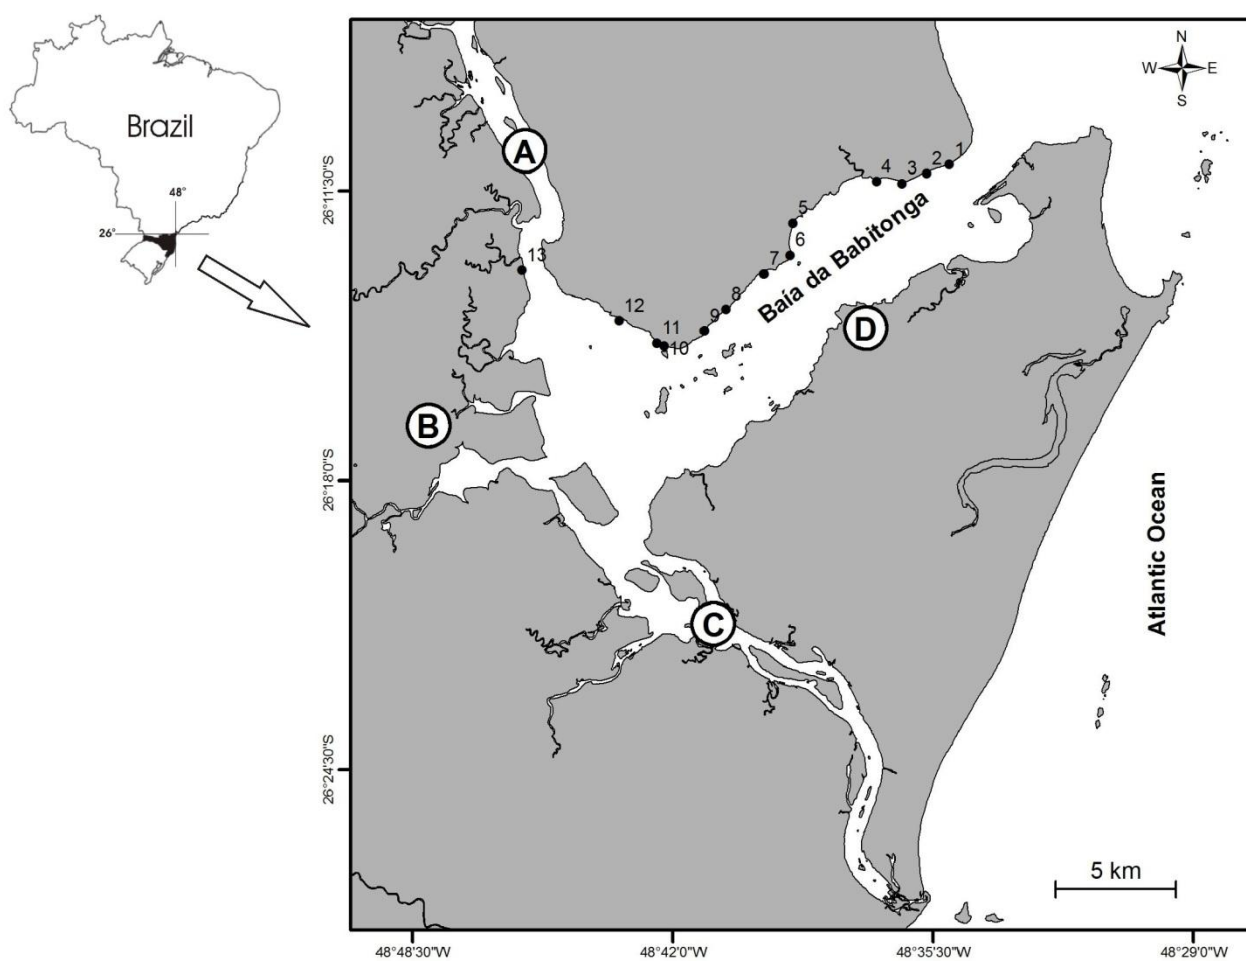 Brazil
48°
26°
N
W E
S
A
1
2
3
4
5
6
7
8
9
10
11
12
13
Baía da Babitonga
B
C
D
Atlantic Ocean
5 km
26°11'30"S
26°18'0"S
26°24'30"S
48°48'30"W
48°42'0"W
48°35'30"W
48°29'0"W